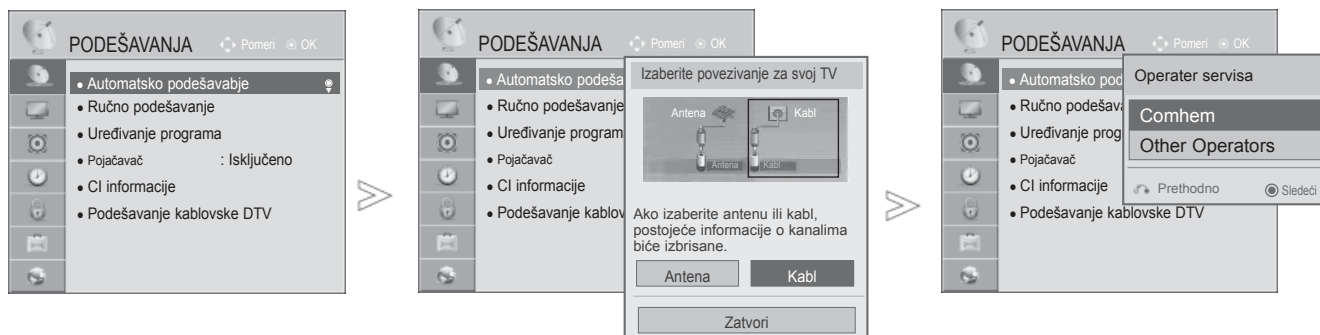 PODEŠAVANJA Pomeri OK
• Automatsko podešavabje
• Ručno podešavanje
• Uređivanje programa
• Pojačavač : Isključeno
• CI informacije
• Podešavanje kablovske DTV
PODEŠAVANJA Pomeri OK
• Automatsko podeša
• Ručno podešavanje
• Uređivanje program
• Pojačavač
• CI informacije
• Podešavanje kablov
Izaberite povezivanje za svoj TV
Antena Kabl
Antena Kabl
Ako izaberite antenu ili kabl,
postojeće informacije o kanalima
biće izbrisane.
Antena Kabl
Zatvori
PODEŠAVANJA Pomeri OK
• Automatsko pod
• Ručno podešava
• Uređivanje prog
• Pojačavač
• CI informacije
• Podešavanje kablovske DTV
Operater servisa
Comhem
Other Operators
Prethodno Sledeći